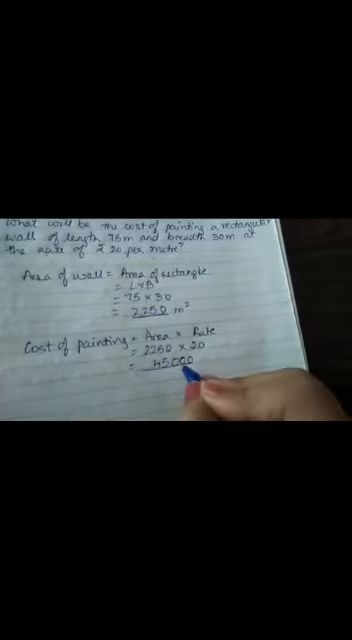 What will be the cost of painting a rectangular
wall of length 75m and breadth 30m at
the rate of ₹ 20 per metre?
Area of wall = Area of rectangle
= L x B
= 75 x 30
= 2250 m²
Cost of painting = Area x Rate
= 2250 x 20
= 45000